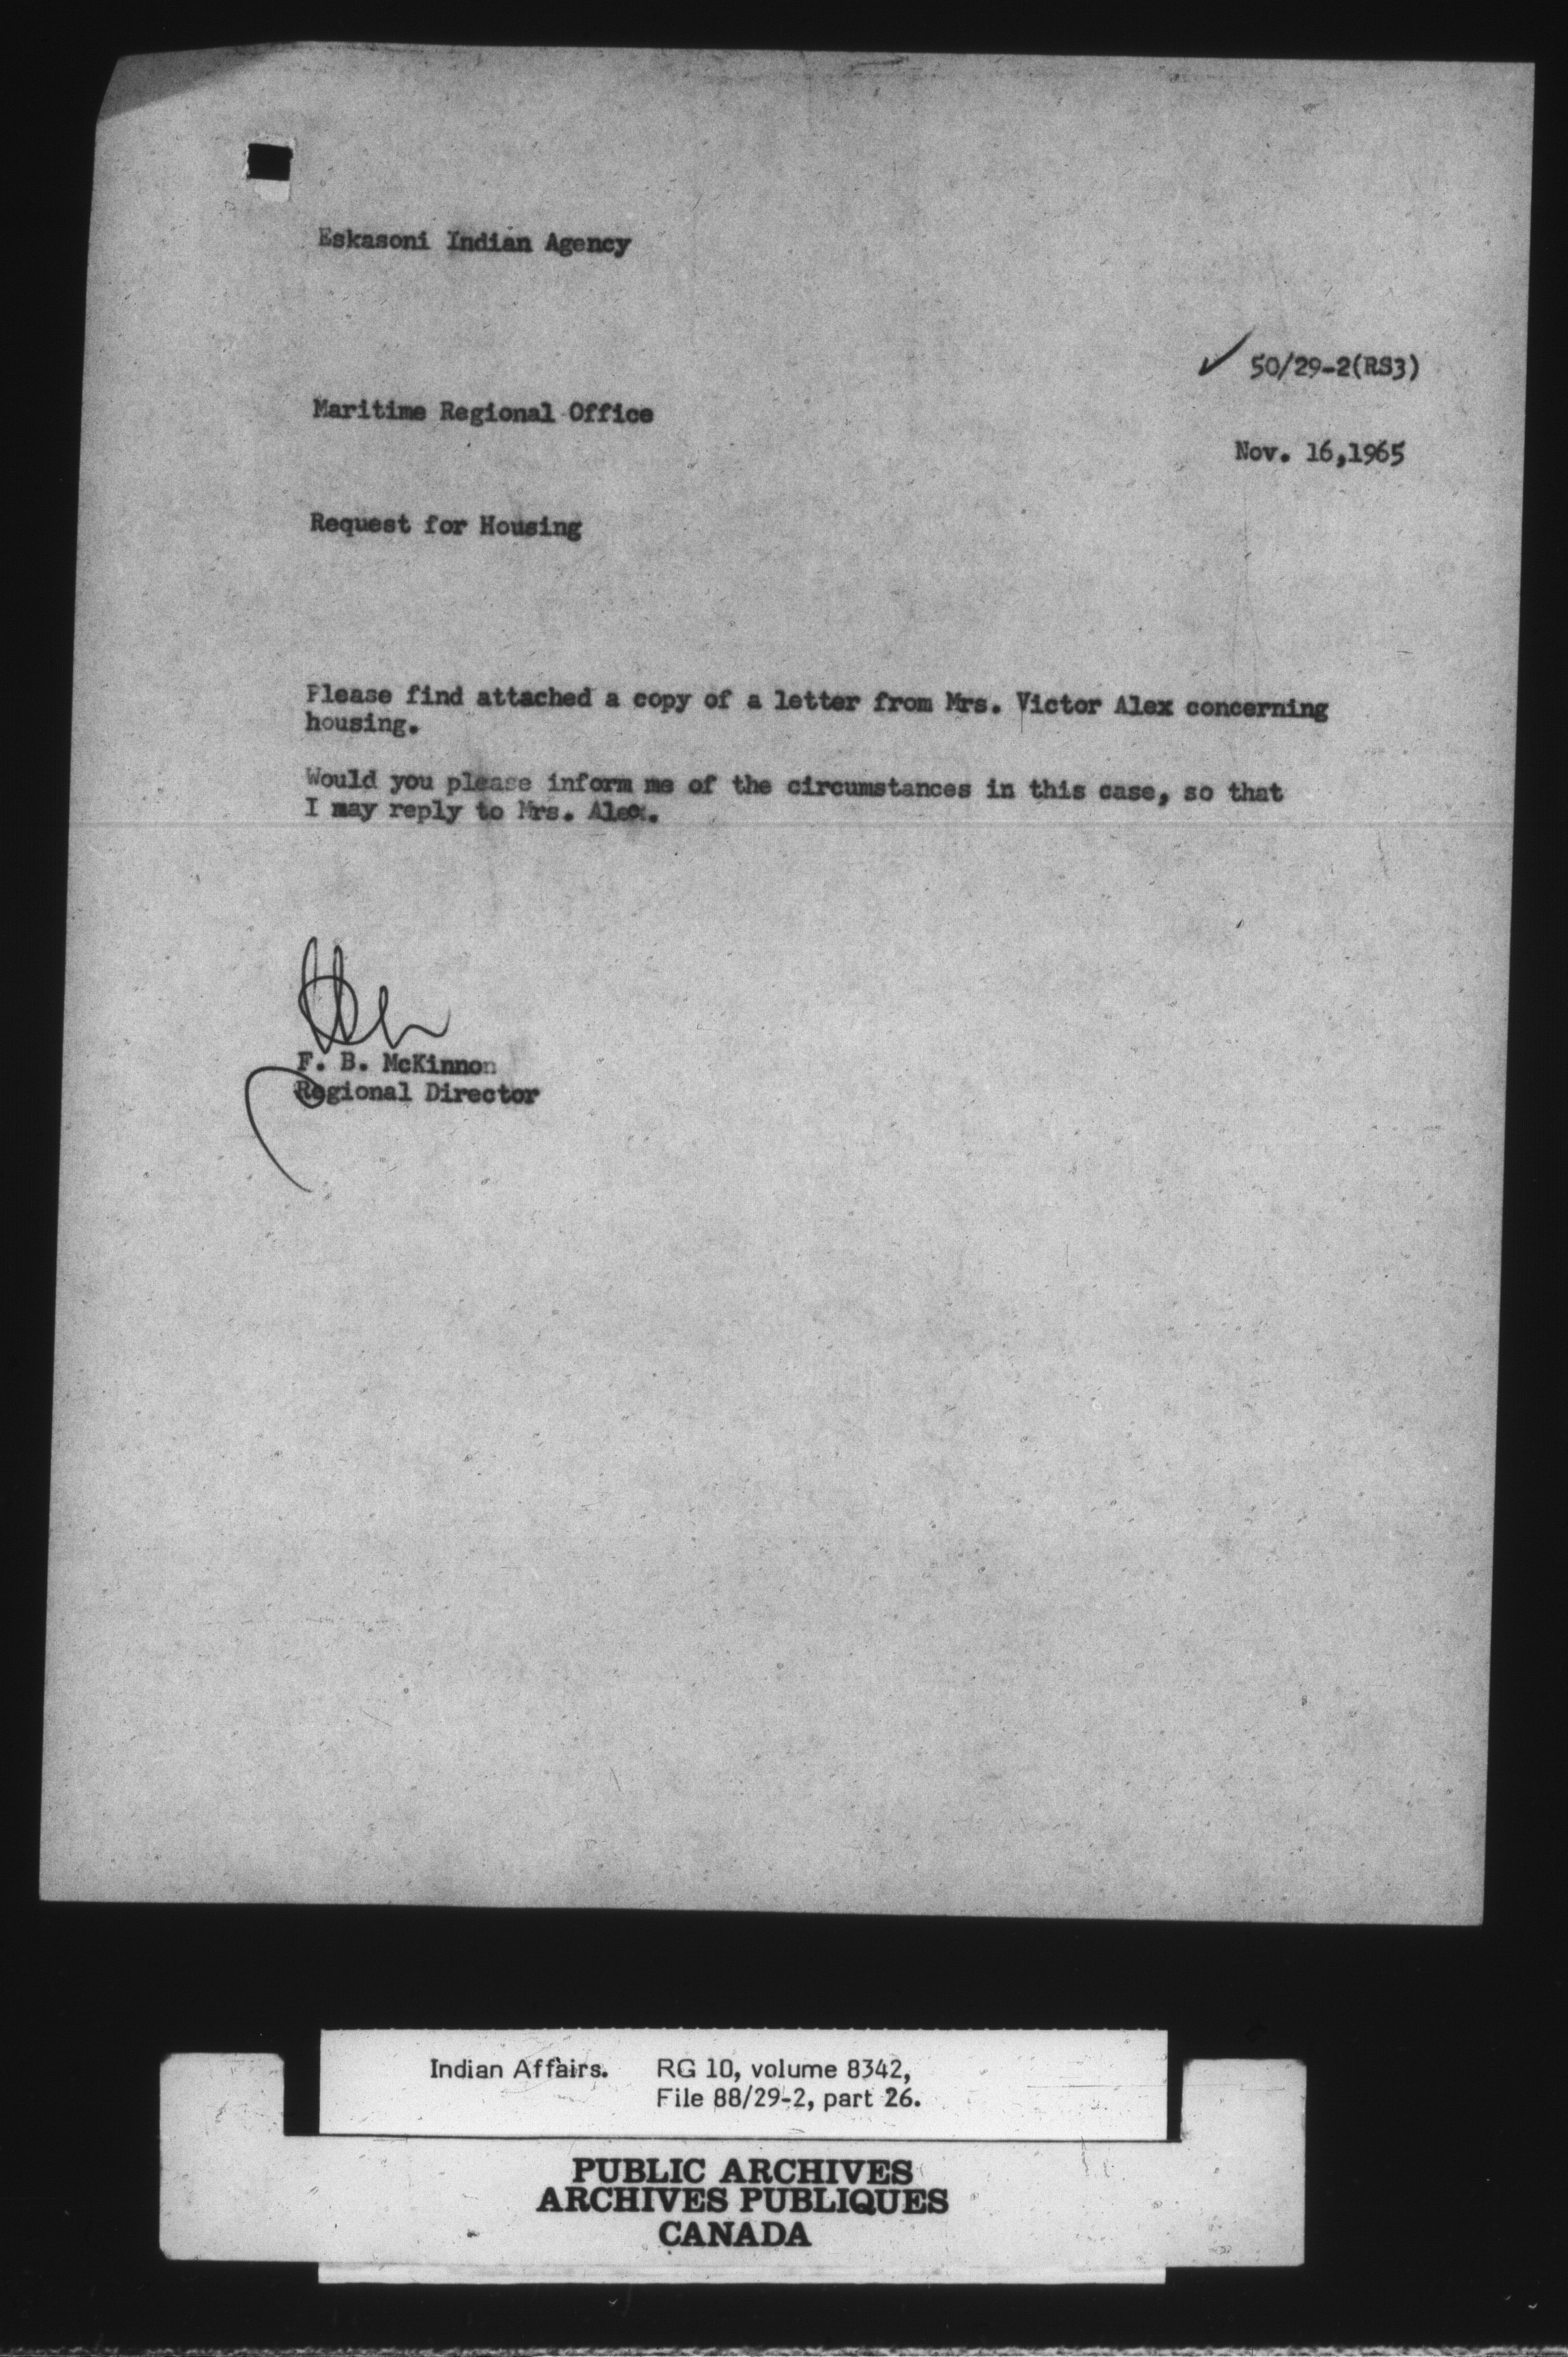 Eskasoni Indian Agency
50/29-2(RS3)
Maritime Regional Office
Nov. 16,1965
Request for Housing
Please find attached a copy of a letter from Mrs. Victor Alex concerning
housing.
Would you please inform me of the circumstances in this case, so that
I may reply to Mrs. Alex.
F. B. McKinnon
Regional Director
Indian Affairs. RG 10, volume 8342,
File 88/29-2, part 26.
PUBLIC ARCHIVES
ARCHIVES PUBLIQUES
CANADA